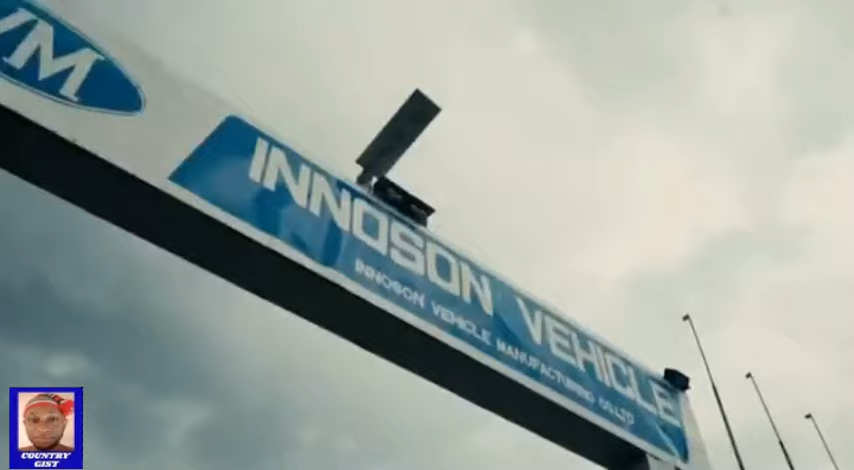 VM
INNOSON VEHICLE
INNOSON VEHICLE MANUFACTURING CO LTD
COUNTRY
GIST